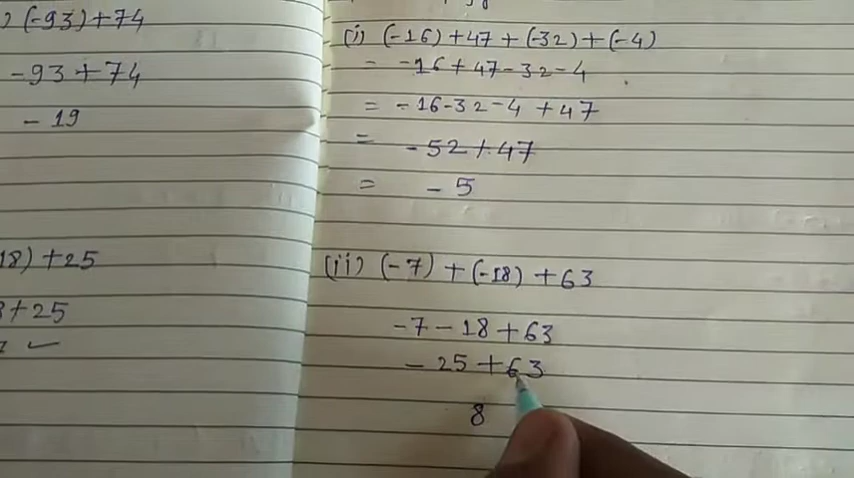 ) (-93) + 74
-93 + 74
- 19
18) + 25
+ 25
(i) (-16) + 47 + (-32) + (-4)
= -16 + 47 - 32 - 4
= - 16 - 32 - 4 + 47
= - 52 + 47
= - 5
(ii) (-7) + (-18) + 63
-7 - 18 + 63
- 25 + 63
8